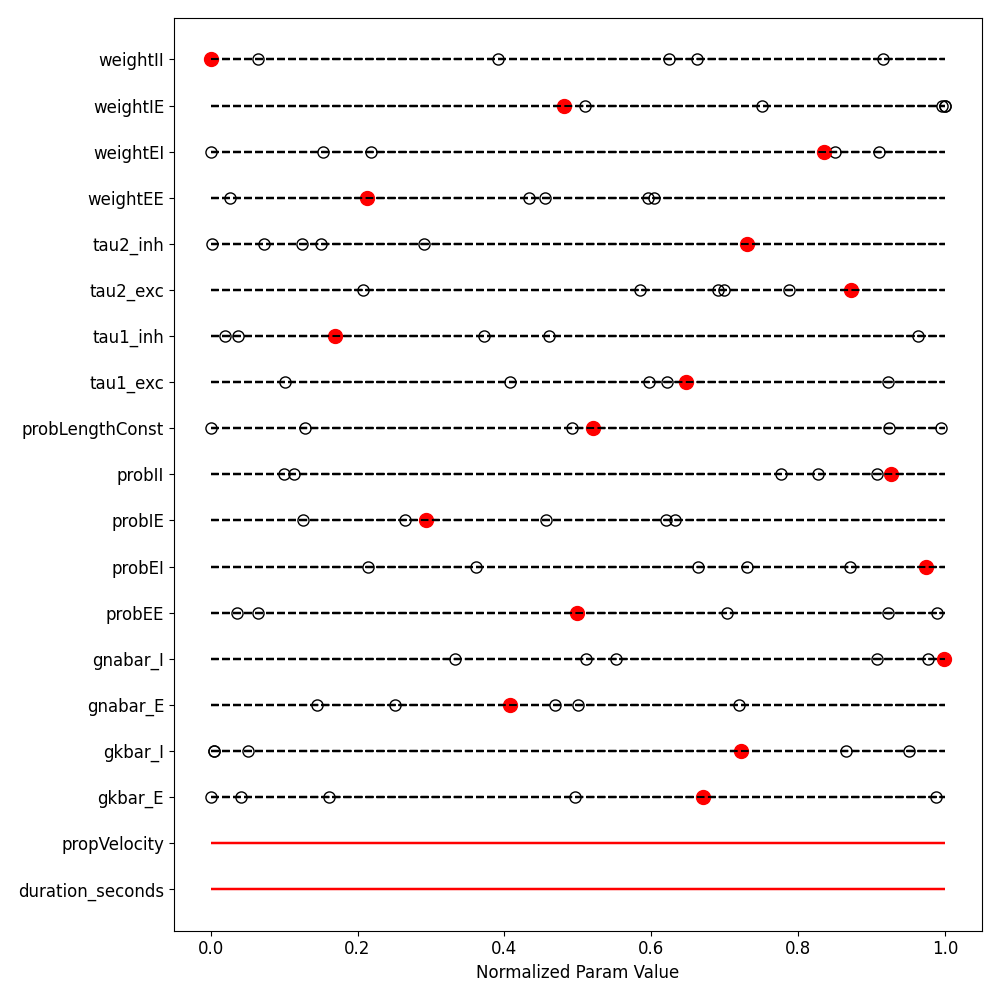 weightII
weightIE
weightEI
weightEE
tau2_inh
tau2_exc
tau1_inh
tau1_exc
probLengthConst
probII
probIE
probEI
probEE
gnabar_I
gnabar_E
gkbar_I
gkbar_E
propVelocity
duration_seconds
0.0 0.2 0.4 0.6 0.8 1.0
Normalized Param Value